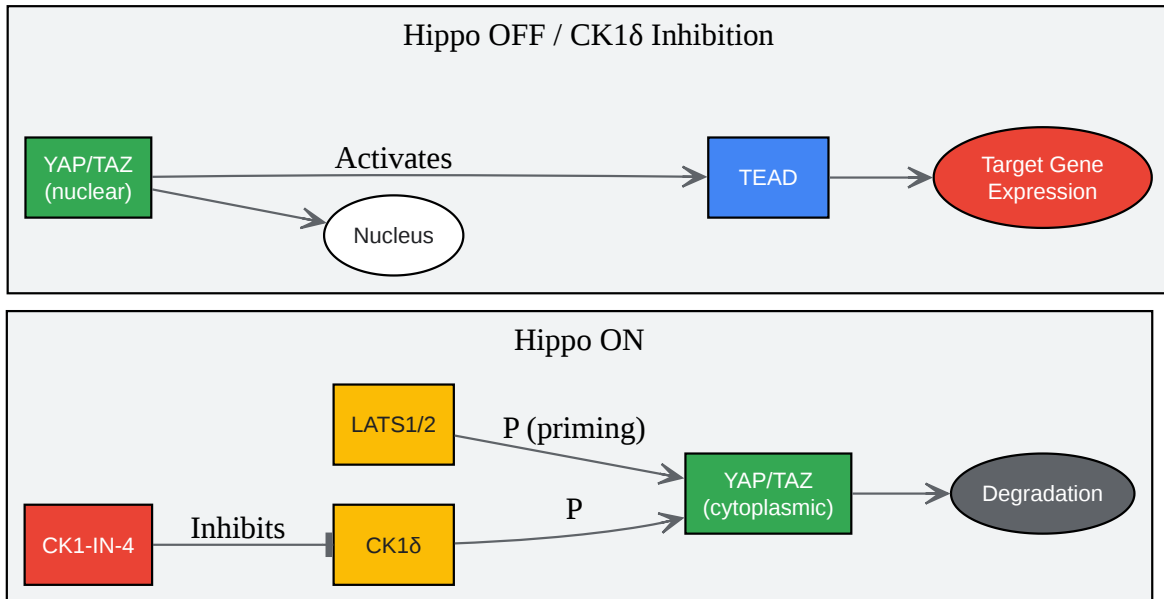 Hippo OFF / CK1δ Inhibition
YAP/TAZ
(nuclear)
Activates
TEAD
Target Gene
Expression
Nucleus
Hippo ON
LATS1/2
P (priming)
YAP/TAZ
(cytoplasmic)
Degradation
CK1-IN-4
Inhibits
CK1δ
P